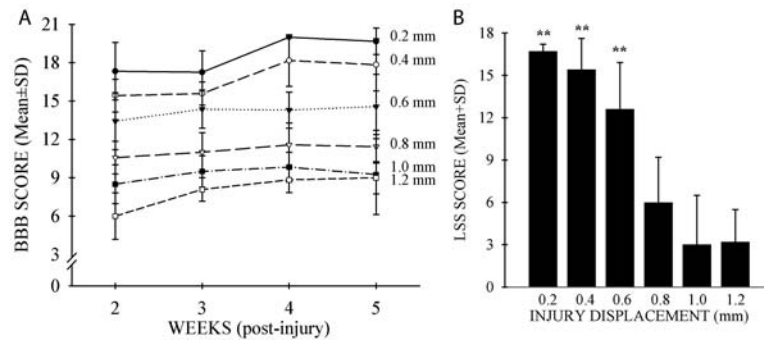 A
BBB SCORE (Mean±SD)
21
18
15
12
9
6
3
0
0.2 mm
0.4 mm
0.6 mm
0.8 mm
1.0 mm
1.2 mm
2 3 4 5
WEEKS (post-injury)
B
LSS SCORE (Mean+SD)
18
15
12
9
6
3
0
** ** **
0.2 0.4 0.6 0.8 1.0 1.2
INJURY DISPLACEMENT (mm)